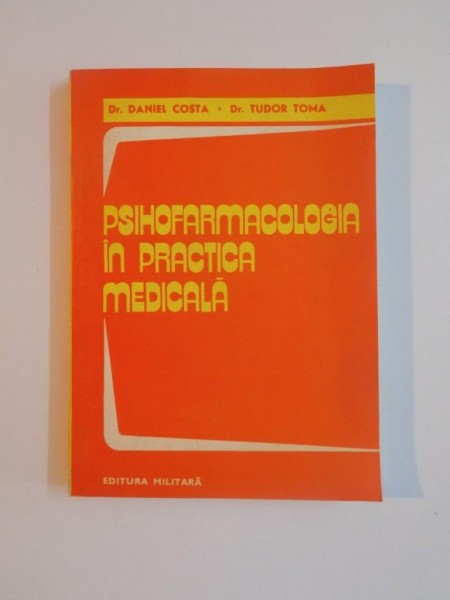 Dr. DANIEL COSTA • Dr. TUDOR TOMA
PSIHOFARMACOLOGIA
ÎN PRACTICA
MEDICALĂ
EDITURA MILITARĂ